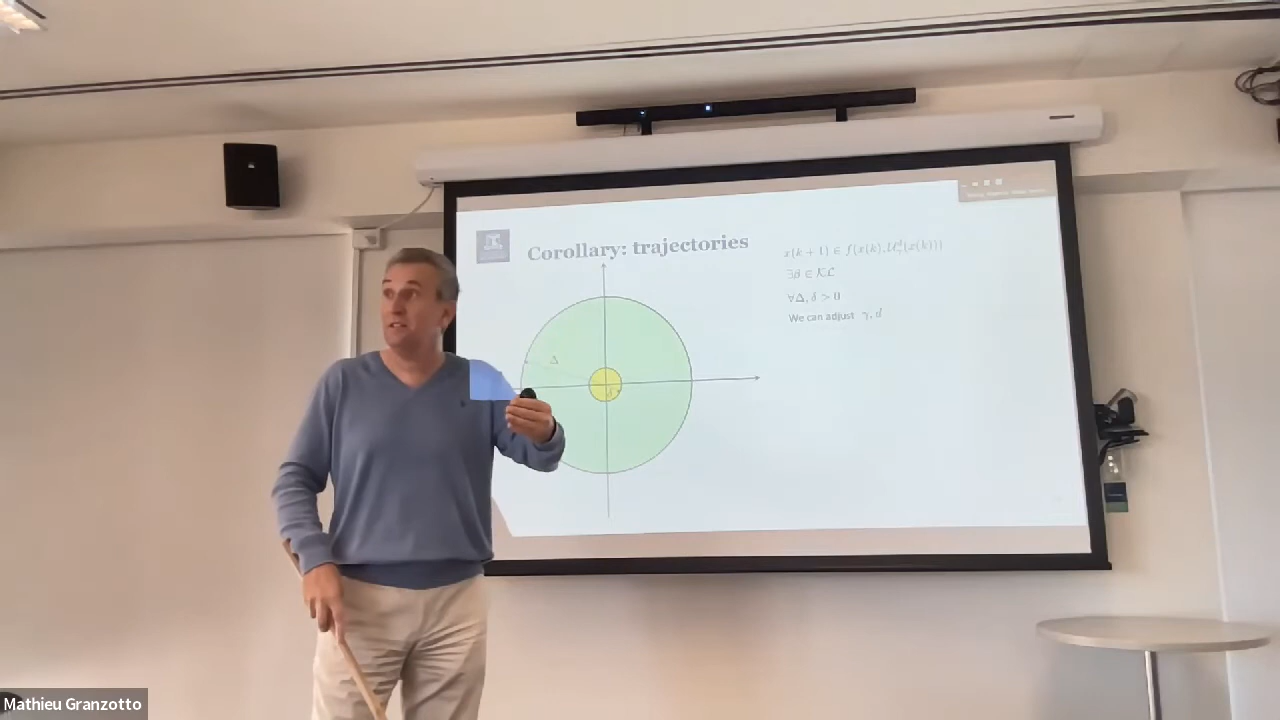 Corollary: trajectories
x(k + 1) ∈ f(x(k), 𝒰
∃β ∈ 𝒦ℒ
∀Δ, δ > 0
We can adjust γ, d
Δ
δ
Mathieu Granzotto